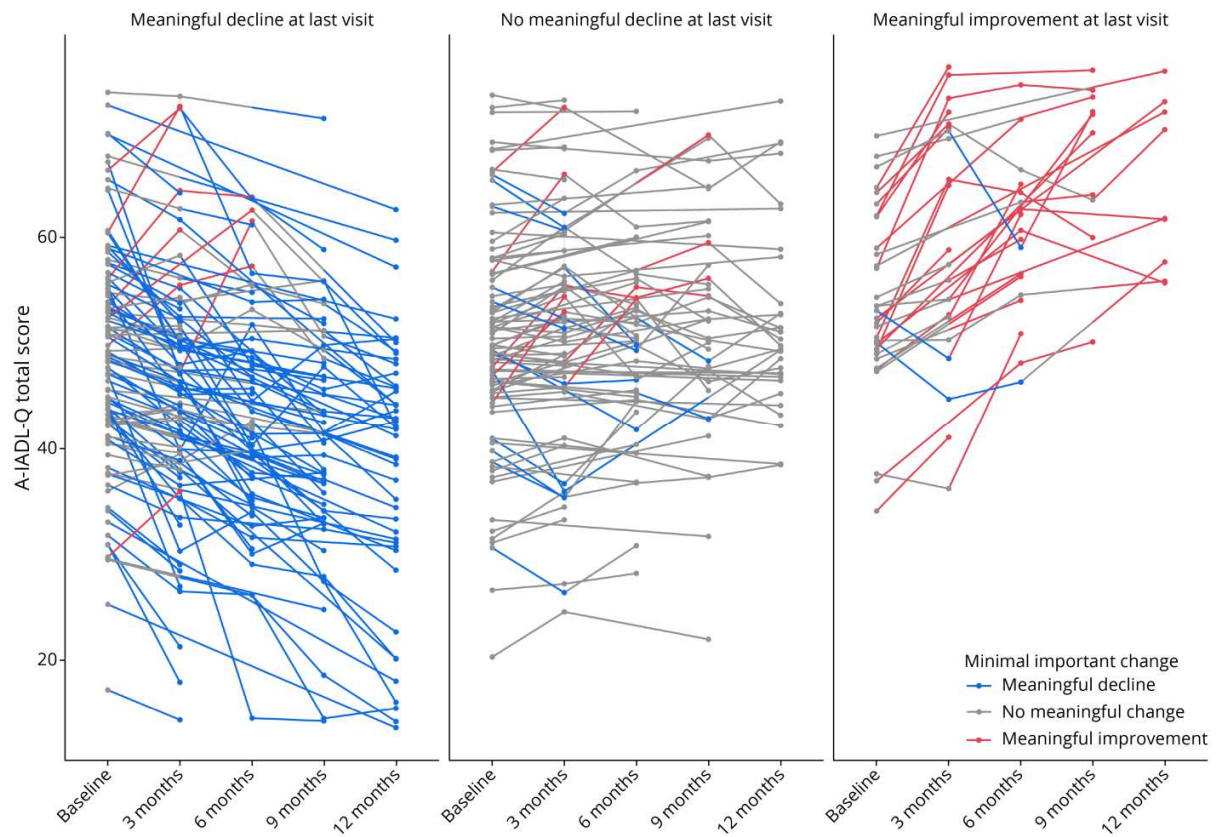 Meaningful decline at last visit
No meaningful decline at last visit
Meaningful improvement at last visit
A-IADL-Q total score
60
40
20
Minimal important change
Meaningful decline
No meaningful change
Meaningful improvement
Baseline
3 months
6 months
9 months
12 months
Baseline
3 months
6 months
9 months
12 months
Baseline
3 months
6 months
9 months
12 months